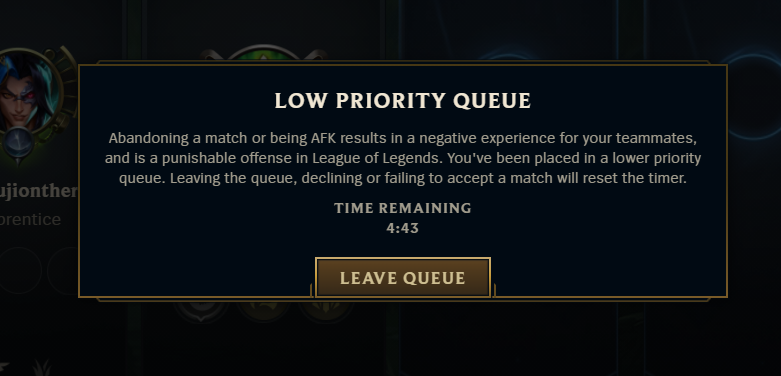 LOW PRIORITY QUEUE
Abandoning a match or being AFK results in a negative experience for your teammates,
and is a punishable offense in League of Legends. You've been placed in a lower priority
queue. Leaving the queue, declining or failing to accept a match will reset the timer.
TIME REMAINING
4:43
ujionther
prentice
LEAVE QUEUE